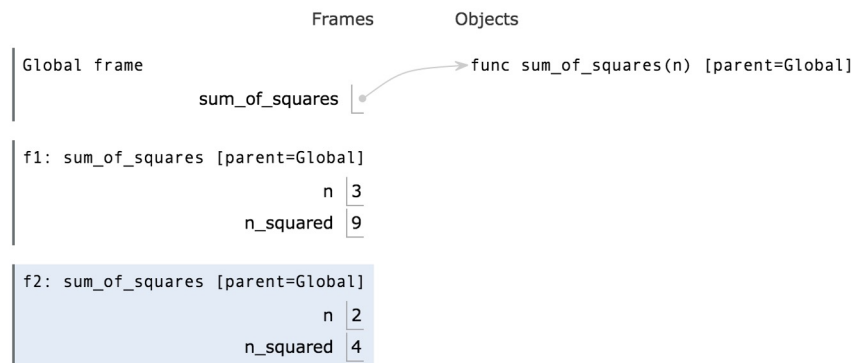 Frames Objects
Global frame func sum_of_squares(n) [parent=Global]
sum_of_squares
f1: sum_of_squares [parent=Global]
n 3
n_squared 9
f2: sum_of_squares [parent=Global]
n 2
n_squared 4